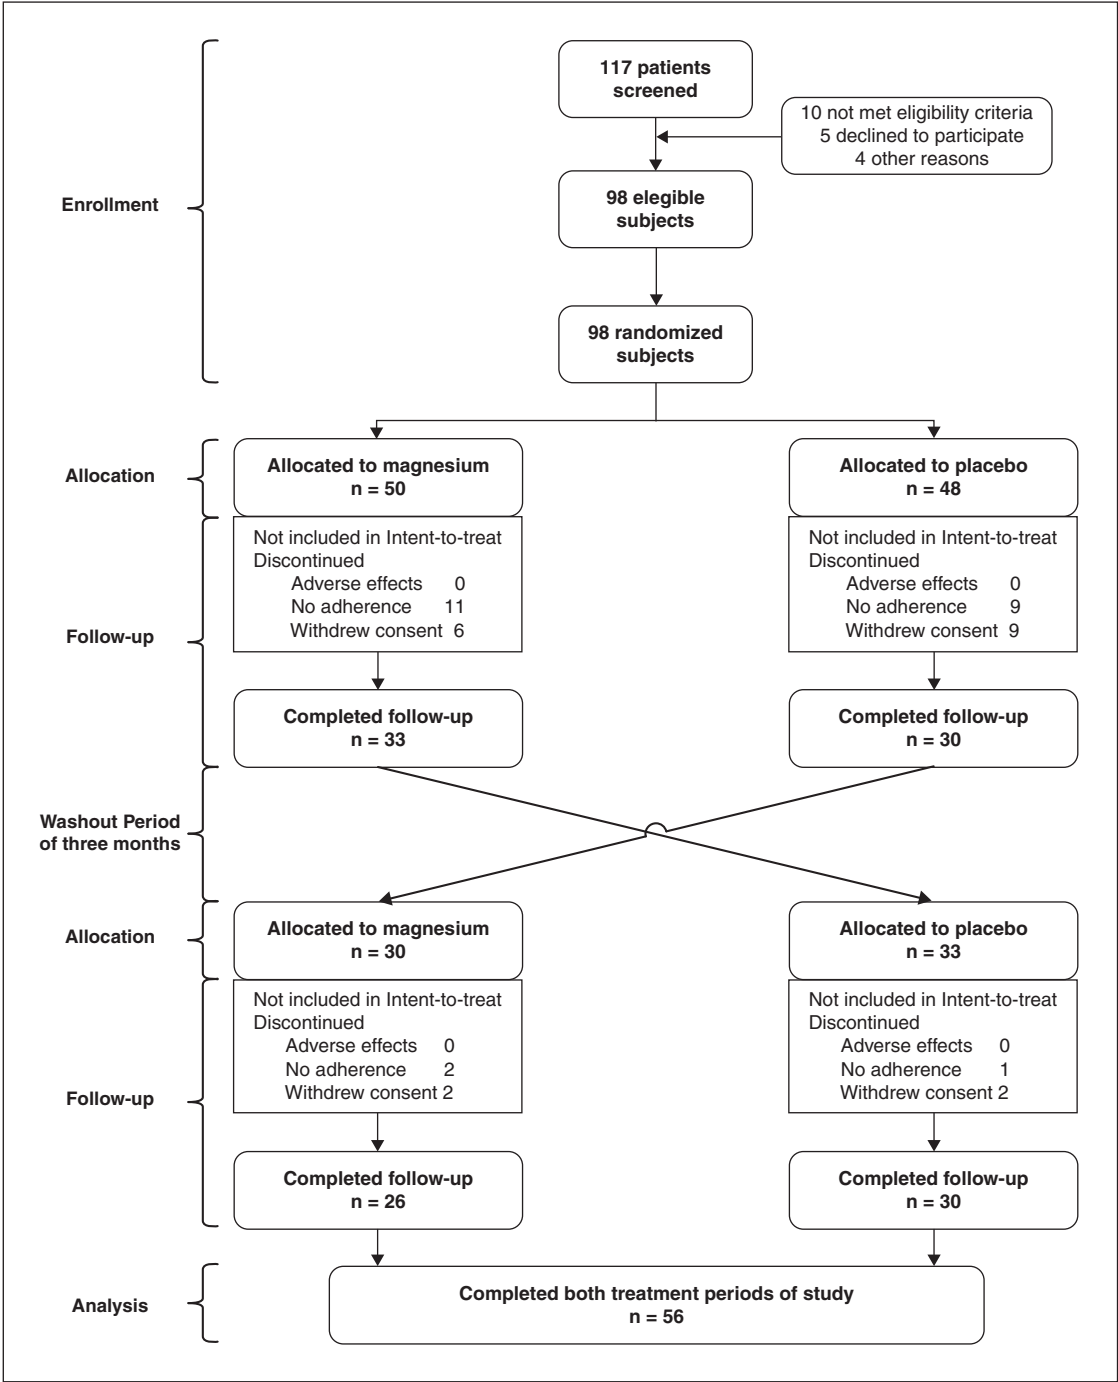 117 patients
screened
10 not met eligibility criteria
5 declined to participate
4 other reasons
Enrollment
98 elegible
subjects
98 randomized
subjects
Allocation
Allocated to magnesium
n = 50
Allocated to placebo
n = 48
Follow-up
Not included in Intent-to-treat
Discontinued
Adverse effects 0
No adherence 11
Withdrew consent 6
Not included in Intent-to-treat
Discontinued
Adverse effects 0
No adherence 9
Withdrew consent 9
Completed follow-up
n = 33
Completed follow-up
n = 30
Washout Period
of three months
Allocation
Allocated to magnesium
n = 30
Allocated to placebo
n = 33
Follow-up
Not included in Intent-to-treat
Discontinued
Adverse effects 0
No adherence 2
Withdrew consent 2
Not included in Intent-to-treat
Discontinued
Adverse effects 0
No adherence 1
Withdrew consent 2
Completed follow-up
n = 26
Completed follow-up
n = 30
Analysis
Completed both treatment periods of study
n = 56